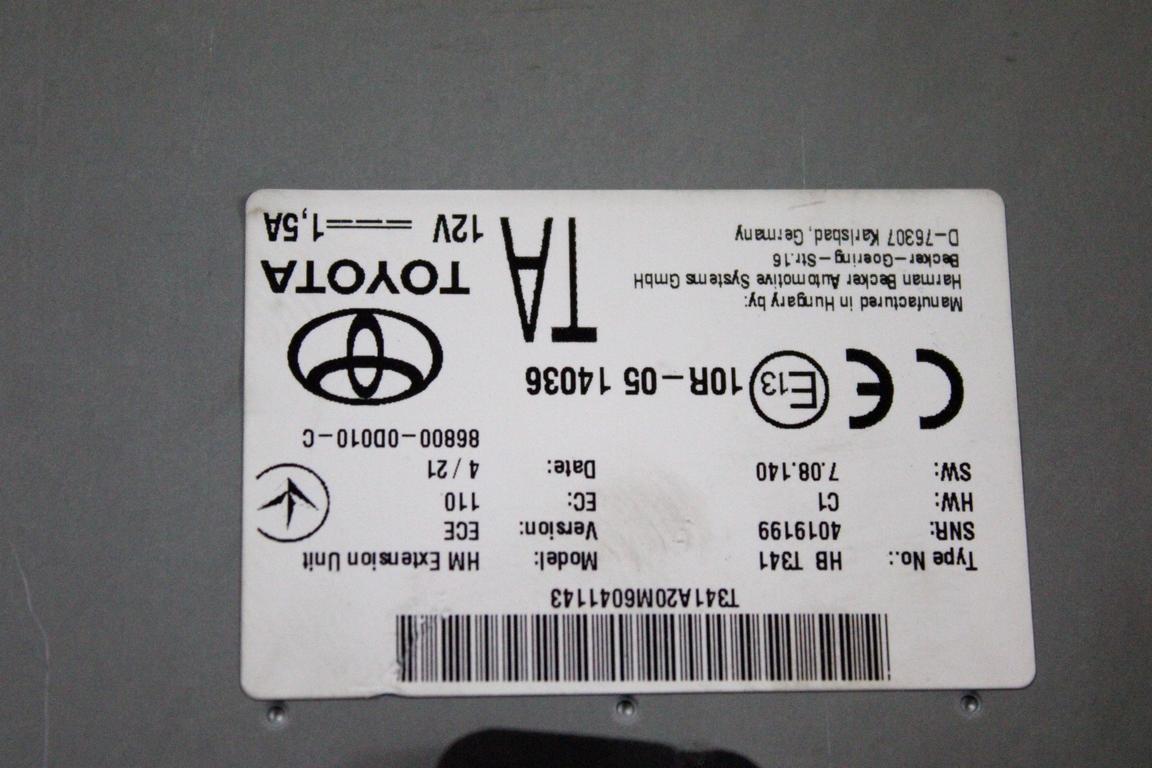 T341A20M6041143
Type No.: HB T341 Model: HM Extension Unit
SNR: 4019199 Version: ECE
HW: C1 EC: 110
SW: 7.08.140 Date: 4 / 21
86800-0D010-C
CE E13 10R-05 14036
Manufactured in Hungary by:
Harman Becker Automotive Systems GmbH
Becker-Goering-Str.16
D-76307 Karlsbad, Germany
TA
TOYOTA
12V 1,5A